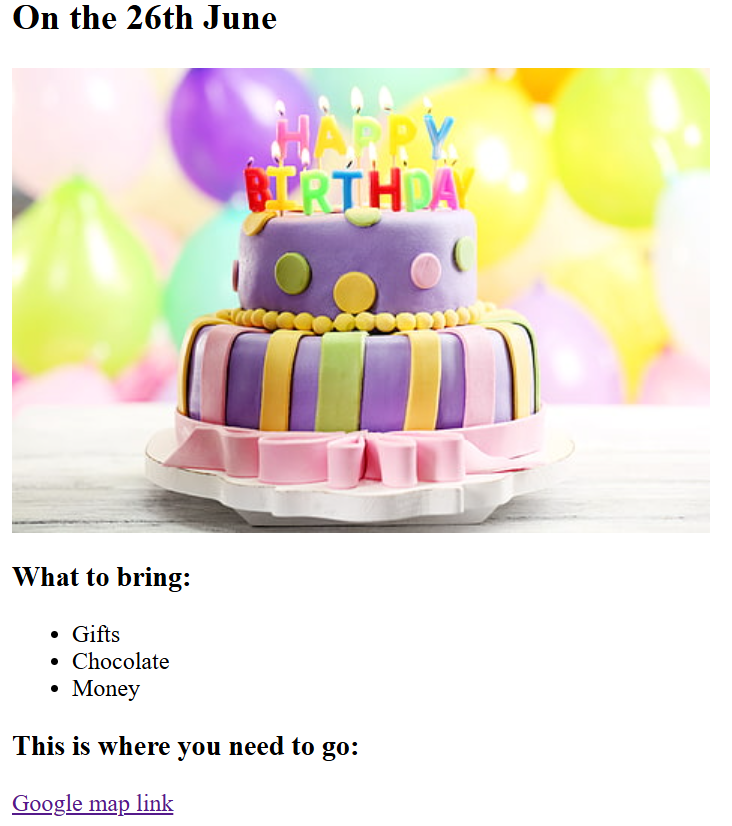 On the 26th June
HAPPY
BIRTHDAY
What to bring:
Gifts
Chocolate
Money
This is where you need to go:
Google map link